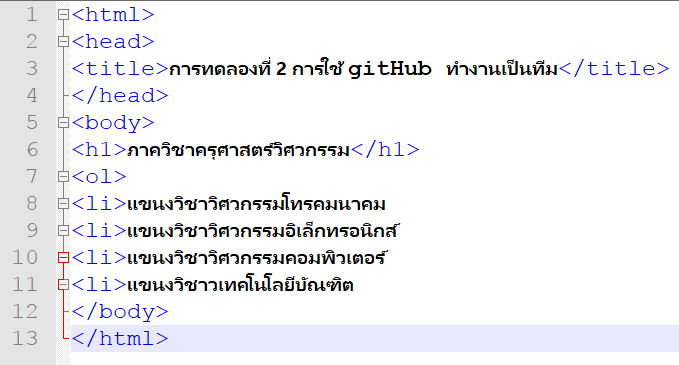 1 <html>
2 <head>
3 <title>การทดลองที่ 2 การใช้ gitHub ทำงานเป็นทีม</title>
4 </head>
5 <body>
6 <h1>ภาควิชาครุศาสตร์วิศวกรรม</h1>
7 <ol>
8 <li>แขนงวิชาวิศวกรรมโทรคมนาคม
9 <li>แขนงวิชาวิศวกรรมอิเล็กทรอนิกส์
10 <li>แขนงวิชาวิศวกรรมคอมพิวเตอร์
11 <li>แขนงวิชาวเทคโนโลยีบัณฑิต
12 </body>
13 </html>